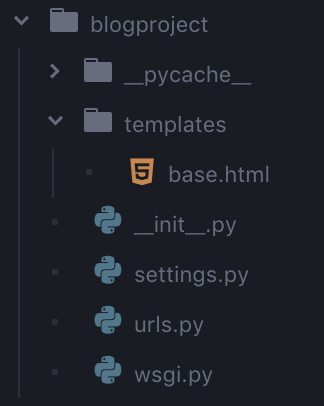 blogproject
__pycache__
templates
base.html
__init__.py
settings.py
urls.py
wsgi.py